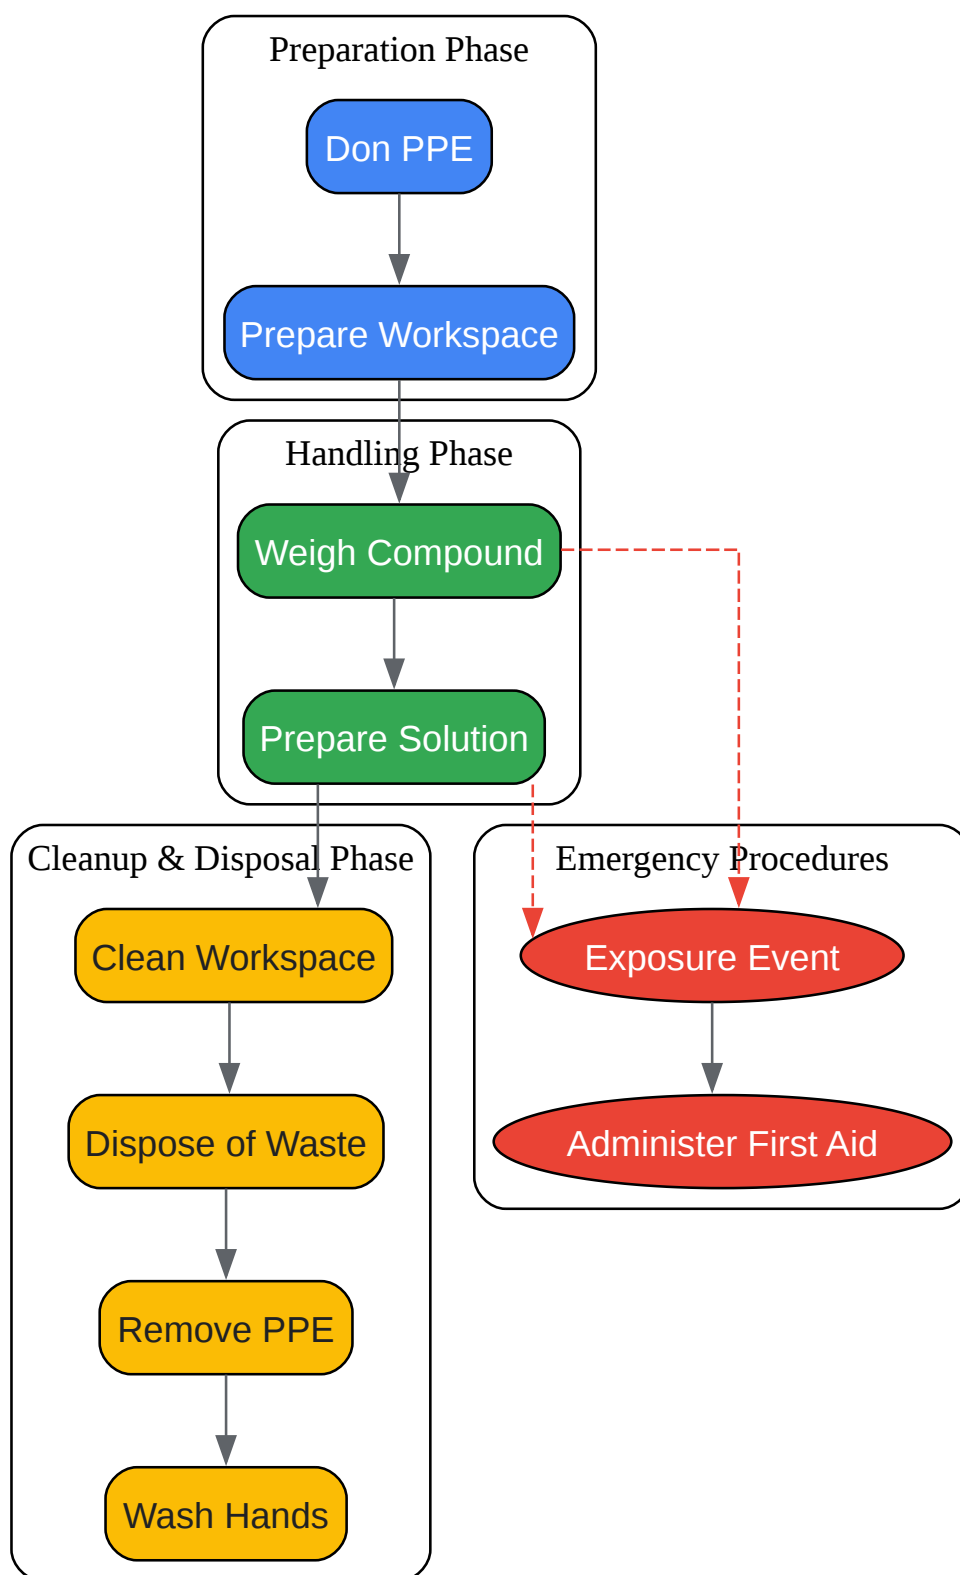 Preparation Phase
Don PPE
Prepare Workspace
Handling Phase
Weigh Compound
Prepare Solution
Cleanup & Disposal Phase
Clean Workspace
Dispose of Waste
Remove PPE
Wash Hands
Emergency Procedures
Exposure Event
Administer First Aid